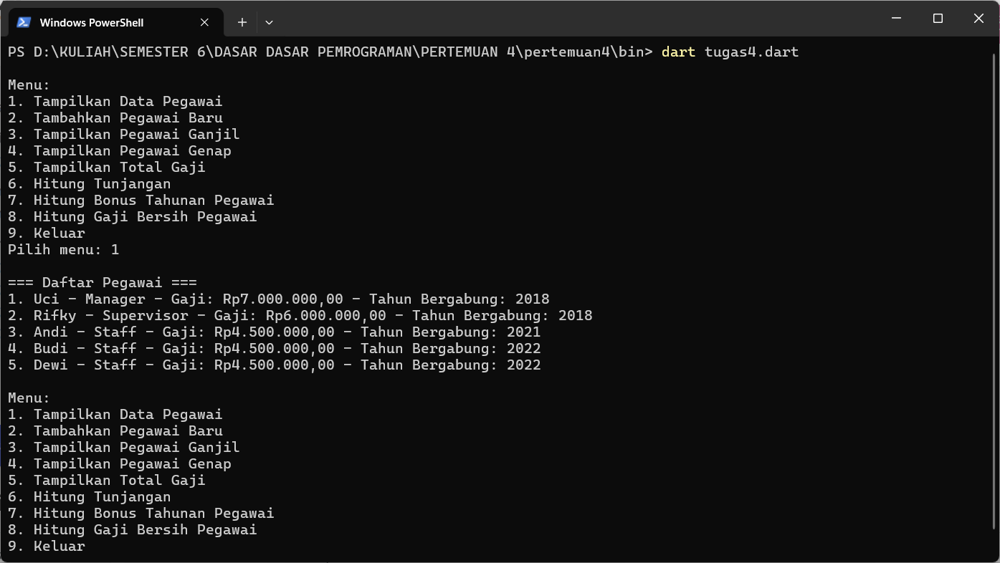 Windows PowerShell
PS D:\KULIAH\SEMESTER 6\DASAR DASAR PEMROGRAMAN\PERTEMUAN 4\pertemuan4\bin> dart tugas4.dart
Menu:
1. Tampilkan Data Pegawai
2. Tambahkan Pegawai Baru
3. Tampilkan Pegawai Ganjil
4. Tampilkan Pegawai Genap
5. Tampilkan Total Gaji
6. Hitung Tunjangan
7. Hitung Bonus Tahunan Pegawai
8. Hitung Gaji Bersih Pegawai
9. Keluar
Pilih menu: 1
=== Daftar Pegawai ===
1. Uci - Manager - Gaji: Rp7.000.000,00 - Tahun Bergabung: 2018
2. Rifky - Supervisor - Gaji: Rp6.000.000,00 - Tahun Bergabung: 2018
3. Andi - Staff - Gaji: Rp4.500.000,00 - Tahun Bergabung: 2021
4. Budi - Staff - Gaji: Rp4.500.000,00 - Tahun Bergabung: 2022
5. Dewi - Staff - Gaji: Rp4.500.000,00 - Tahun Bergabung: 2022
Menu:
1. Tampilkan Data Pegawai
2. Tambahkan Pegawai Baru
3. Tampilkan Pegawai Ganjil
4. Tampilkan Pegawai Genap
5. Tampilkan Total Gaji
6. Hitung Tunjangan
7. Hitung Bonus Tahunan Pegawai
8. Hitung Gaji Bersih Pegawai
9. Keluar